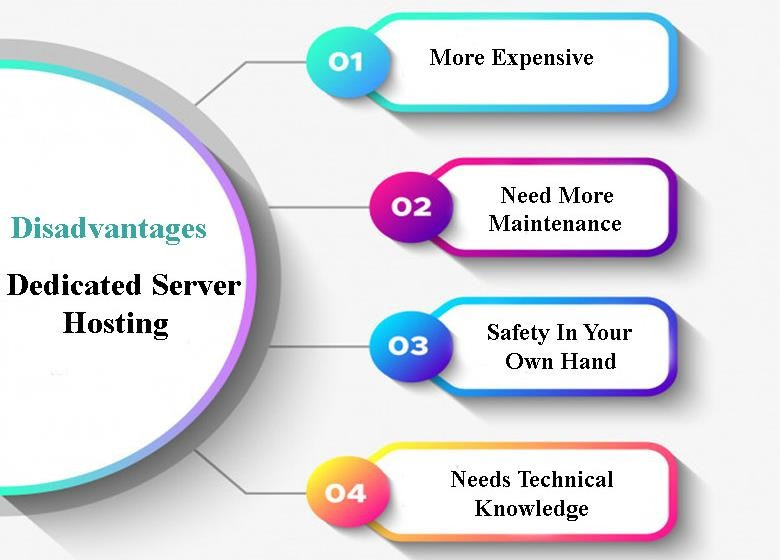 Disadvantages
Dedicated Server
Hosting
01
More Expensive
02
Need More
Maintenance
03
Safety In Your
Own Hand
04
Needs Technical
Knowledge